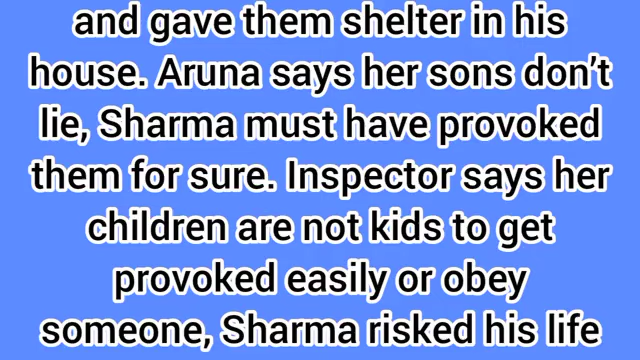 and gave them shelter in his
house. Aruna says her sons don’t
lie, Sharma must have provoked
them for sure. Inspector says her
children are not kids to get
provoked easily or obey
someone, Sharma risked his life